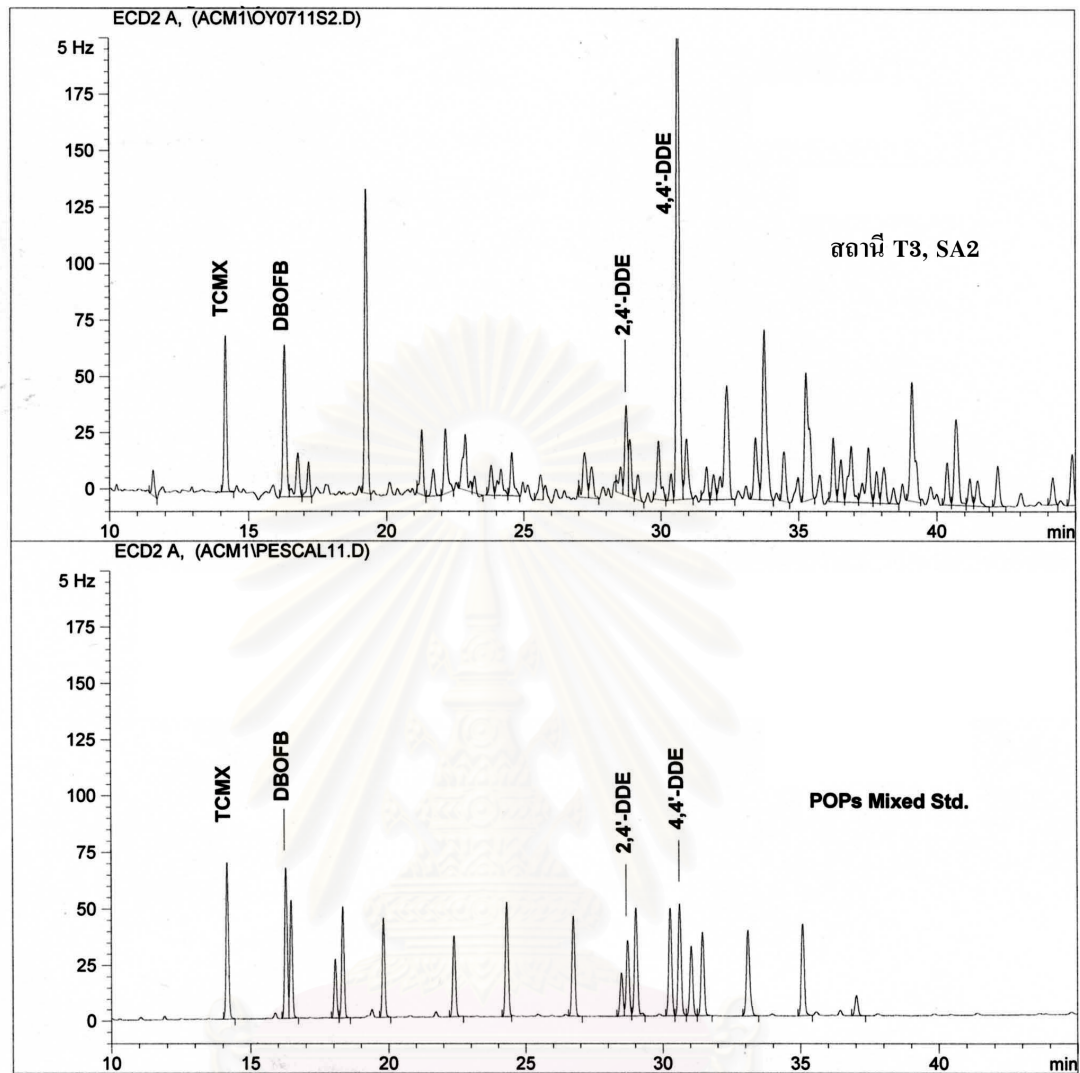 ECD2 A, (ACM1\OY0711S2.D)
5 Hz
175
150
125
100
75
50
25
0
TCMX
DBOFB
2,4'-DDE
4,4'-DDE
สถานี T3, SA2
10 15 20 25 30 35 40 min
ECD2 A, (ACM1\PESCAL11.D)
5 Hz
175
150
125
100
75
50
25
0
TCMX
DBOFB
2,4'-DDE
4,4'-DDE
POPs Mixed Std.
10 15 20 25 30 35 40 min